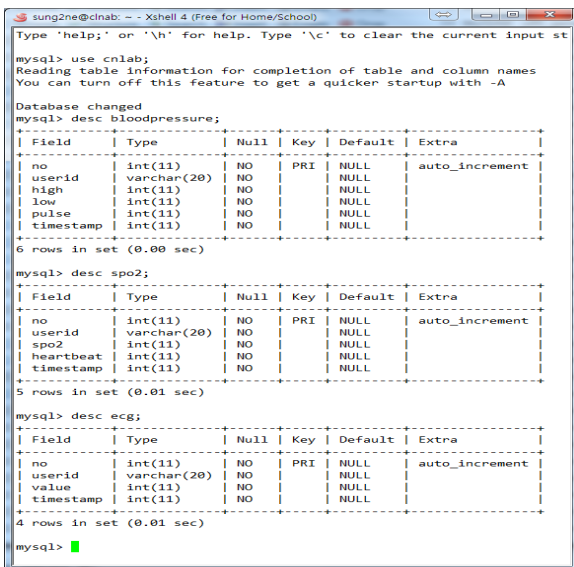 sung2ne@clnab: ~ - Xshell 4 (Free for Home/School)
Type 'help;' or '\h' for help. Type '\c' to clear the current input st
mysql> use cnlab;
Reading table information for completion of table and column names
You can turn off this feature to get a quicker startup with -A
Database changed
mysql> desc bloodpressure;
+-----------+-------------+------+-----+---------+----------------+
| Field     | Type        | Null | Key | Default | Extra          |
+-----------+-------------+------+-----+---------+----------------+
| no        | int(11)     | NO   | PRI | NULL    | auto_increment |
| userid    | varchar(20) | NO   |     | NULL    |                |
| high      | int(11)     | NO   |     | NULL    |                |
| low       | int(11)     | NO   |     | NULL    |                |
| pulse     | int(11)     | NO   |     | NULL    |                |
| timestamp | int(11)     | NO   |     | NULL    |                |
+-----------+-------------+------+-----+---------+----------------+
6 rows in set (0.00 sec)
mysql> desc spo2;
+-----------+-------------+------+-----+---------+----------------+
| Field     | Type        | Null | Key | Default | Extra          |
+-----------+-------------+------+-----+---------+----------------+
| no        | int(11)     | NO   | PRI | NULL    | auto_increment |
| userid    | varchar(20) | NO   |     | NULL    |                |
| spo2      | int(11)     | NO   |     | NULL    |                |
| heartbeat | int(11)     | NO   |     | NULL    |                |
| timestamp | int(11)     | NO   |     | NULL    |                |
+-----------+-------------+------+-----+---------+----------------+
5 rows in set (0.01 sec)
mysql> desc ecg;
+-----------+-------------+------+-----+---------+----------------+
| Field     | Type        | Null | Key | Default | Extra          |
+-----------+-------------+------+-----+---------+----------------+
| no        | int(11)     | NO   | PRI | NULL    | auto_increment |
| userid    | varchar(20) | NO   |     | NULL    |                |
| value     | int(11)     | NO   |     | NULL    |                |
| timestamp | int(11)     | NO   |     | NULL    |                |
+-----------+-------------+------+-----+---------+----------------+
4 rows in set (0.01 sec)
mysql>